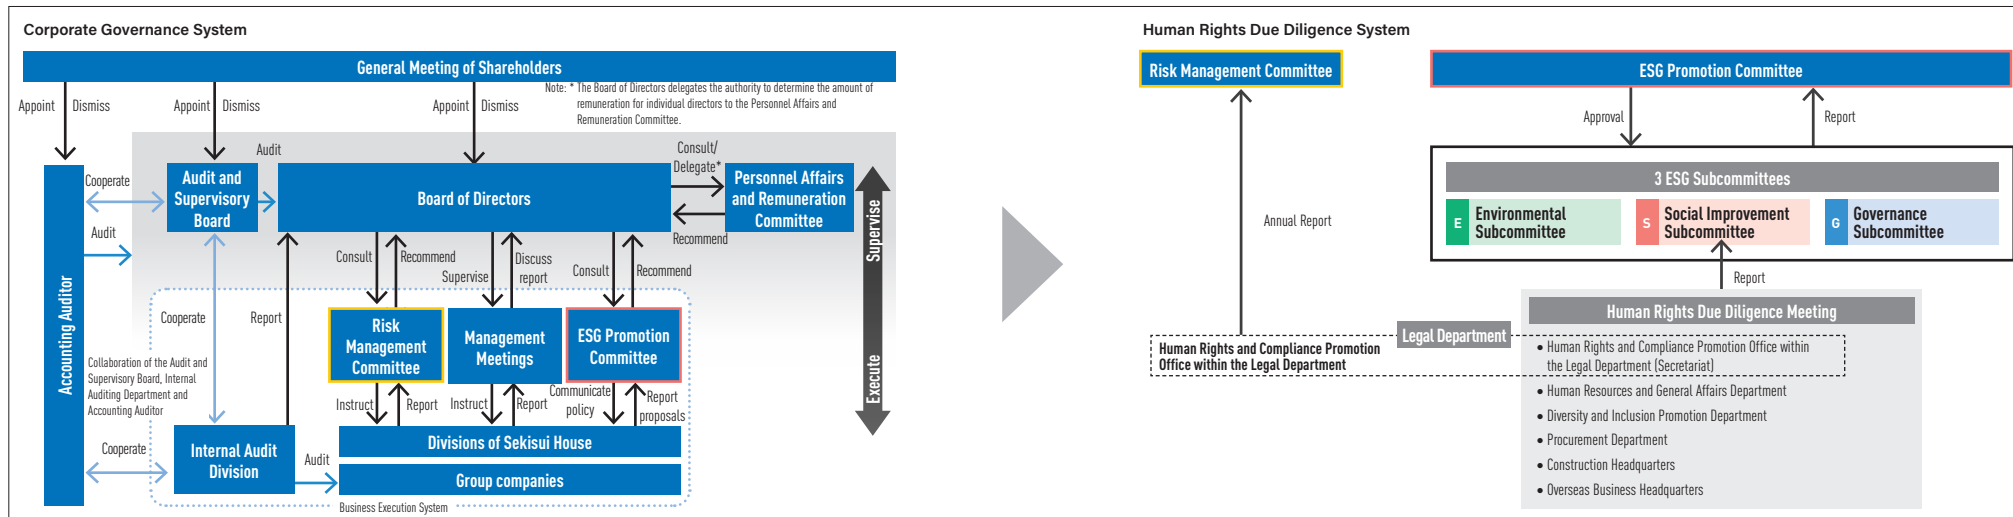 Corporate Governance System
General Meeting of Shareholders
Note: * The Board of Directors delegates the authority to determine the amount of
remuneration for individual directors to the Personnel Affairs and
Remuneration Committee.
Appoint Dismiss
Appoint Dismiss
Appoint Dismiss
Audit
Consult/
Delegate*
Cooperate
Audit and
Supervisory
Board
Board of Directors
Personnel Affairs
and Remuneration
Committee
Recommend
Audit
Accounting Auditor
Consult
Recommend
Supervise
Discuss
report
Consult
Recommend
Supervise
Execute
Cooperate
Report
Risk
Management
Committee
Management
Meetings
ESG Promotion
Committee
Collaboration of the Audit and
Supervisory Board, Internal
Auditing Department and
Accounting Auditor
Instruct
Report
Instruct
Report
Communicate
policy
Report
proposals
Cooperate
Internal Audit
Division
Audit
Divisions of Sekisui House
Group companies
Business Execution System
Human Rights Due Diligence System
Risk Management Committee
ESG Promotion Committee
Approval
Report
Annual Report
3 ESG Subcommittees
E
Environmental
Subcommittee
S
Social Improvement
Subcommittee
G
Governance
Subcommittee
Report
Human Rights Due Diligence Meeting
Legal Department
Human Rights and Compliance Promotion
Office within the Legal Department
• Human Rights and Compliance Promotion Office within
the Legal Department (Secretariat)
• Human Resources and General Affairs Department
• Diversity and Inclusion Promotion Department
• Procurement Department
• Construction Headquarters
• Overseas Business Headquarters